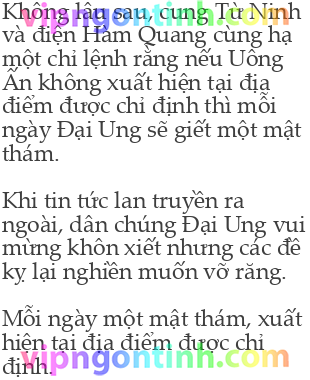 Không lâu sau, cung Từ Ninh
và điện Hàm Quang cùng hạ
một chỉ lệnh rằng nếu Uông
Ấn không xuất hiện tại địa
điểm được chỉ định thì mỗi
ngày Đại Ung sẽ giết một mật
thám.
Khi tin tức lan truyền ra
ngoài, dân chúng Đại Ung vui
mừng khôn xiết nhưng các đề
kỵ lại nghiền muốn vỡ răng.
Mỗi ngày một mật thám, xuất
hiện tại địa điểm được chỉ
định.
vipngontinh.com
vipngontinh.com